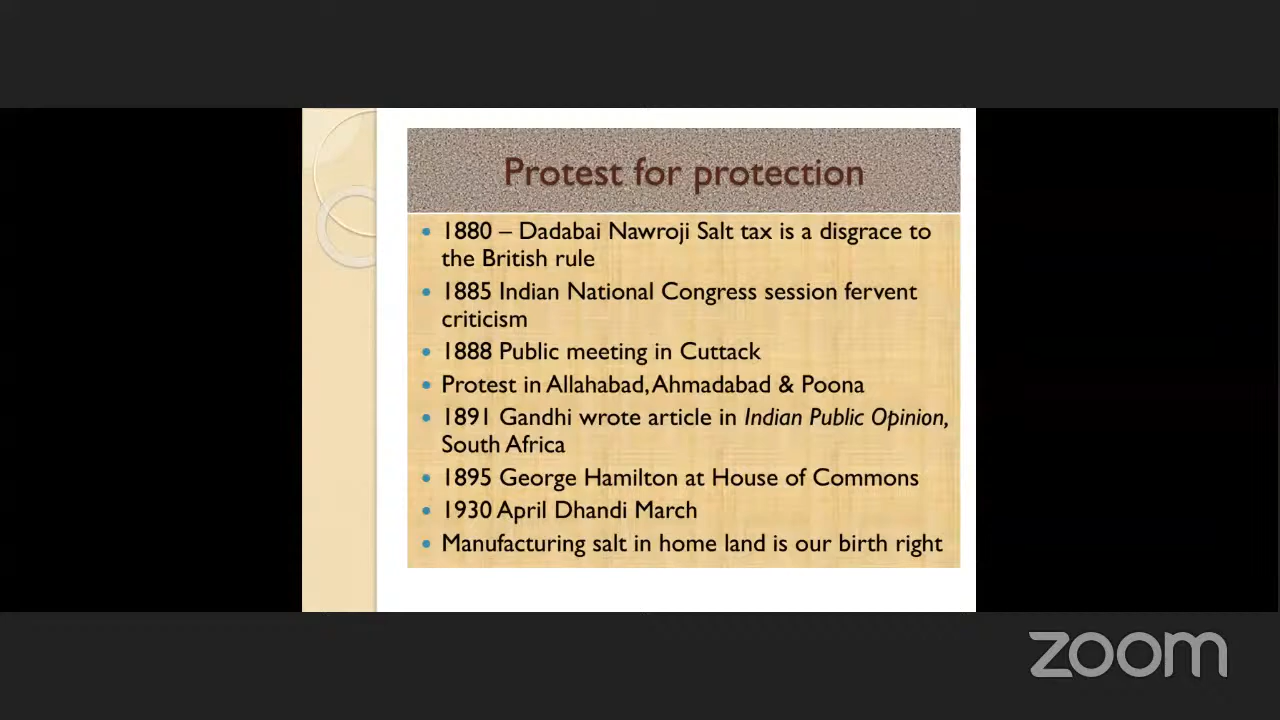 Protest for protection
1880 – Dadabai Nawroji Salt tax is a disgrace to
the British rule
1885 Indian National Congress session fervent
criticism
1888 Public meeting in Cuttack
Protest in Allahabad, Ahmadabad & Poona
1891 Gandhi wrote article in Indian Public Opinion,
South Africa
1895 George Hamilton at House of Commons
1930 April Dhandi March
Manufacturing salt in home land is our birth right
zoom